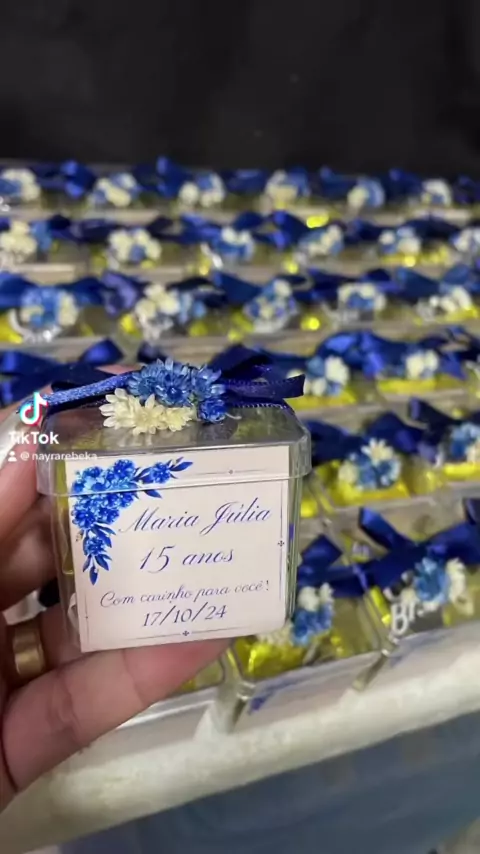 TikTok
@ nayrarebeka
Maria Júlia
15 anos
Com carinho para você!
17/10/24